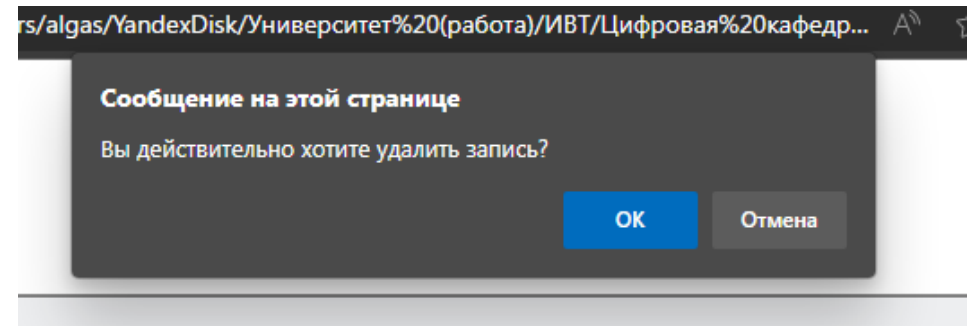 rs/algas/YandexDisk/Университет%20(работа)/ИВТ/Цифровая%20кафедр...
Сообщение на этой странице
Вы действительно хотите удалить запись?
ОК Отмена